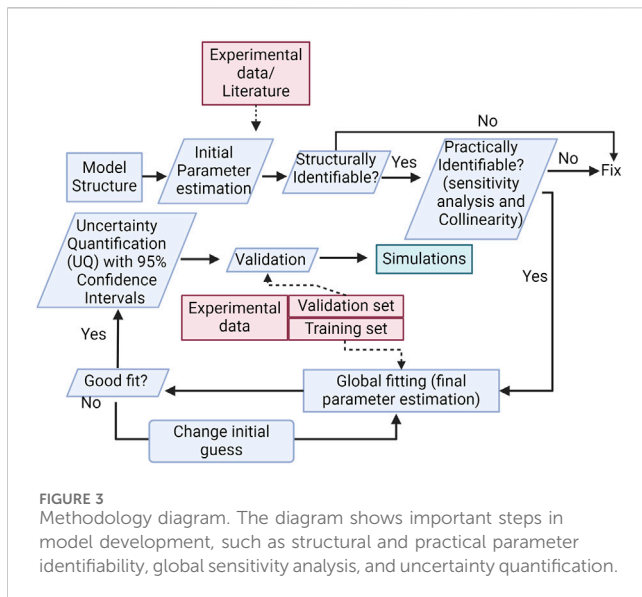 Experimental
data/
Literature
No
Model
Structure
Initial
Parameter
estimation
Structurally
Identifiable?
Yes
Practically
Identifiable?
(sensitivity
analysis and
Collinearity)
No
Fix
Uncertainty
Quantification
(UQ) with 95%
Confidence
Intervals
Validation
Simulations
Yes
Experimental
data
Validation set
Training set
Yes
Good fit?
No
Global fitting (final
parameter estimation)
Change initial
guess
FIGURE 3
Methodology diagram. The diagram shows important steps in
model development, such as structural and practical parameter
identifiability, global sensitivity analysis, and uncertainty quantification.